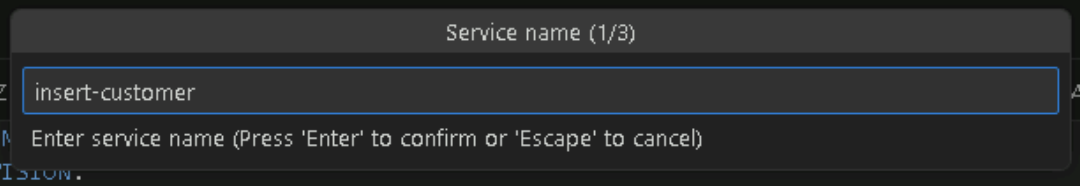 Service name (1/3)
insert-customer
Enter service name (Press 'Enter' to confirm or 'Escape' to cancel)